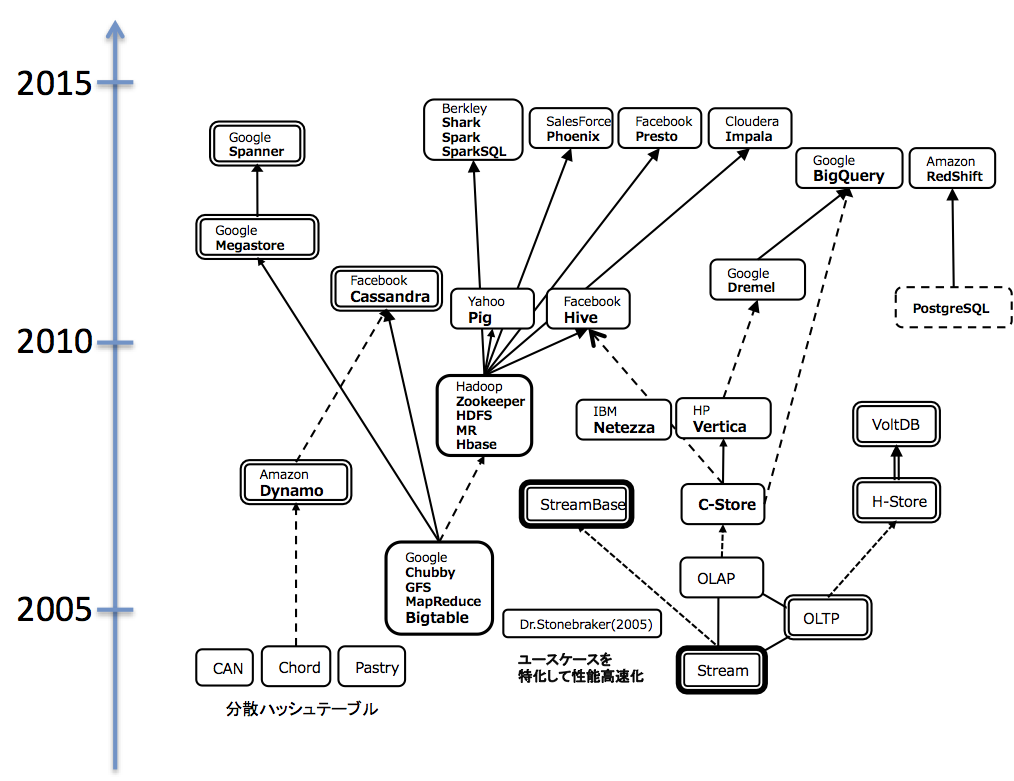 2015
Berkley
Shark
Spark
SparkSQL
SalesForce
Phoenix
Facebook
Presto
Cloudera
Impala
Google
Spanner
Google
BigQuery
Amazon
RedShift
Google
Megastore
Facebook
Cassandra
Yahoo
Pig
Facebook
Hive
Google
Dremel
PostgreSQL
2010
Hadoop
Zookeeper
HDFS
MR
Hbase
IBM
Netezza
HP
Vertica
VoltDB
Amazon
Dynamo
StreamBase
C-Store
H-Store
Google
Chubby
GFS
MapReduce
Bigtable
OLAP
2005
Dr.Stonebraker(2005)
OLTP
CAN
Chord
Pastry
ユースケースを
特化して性能高速化
Stream
分散ハッシュテーブル